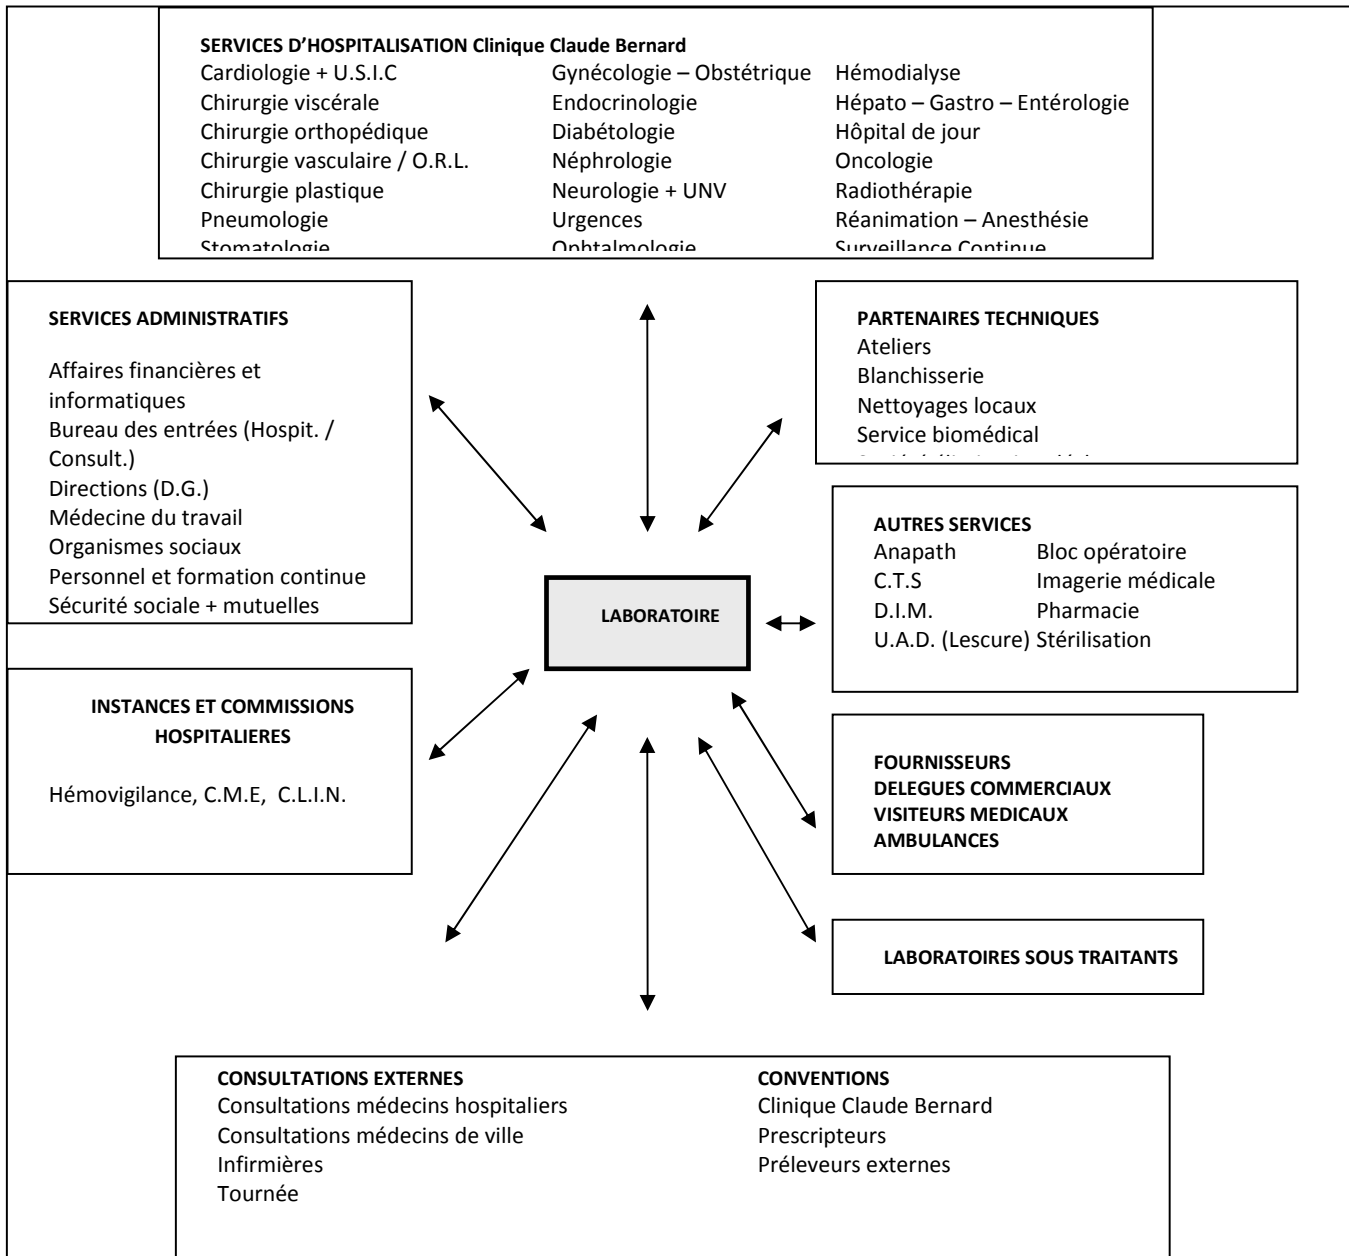 SERVICES D’HOSPITALISATION Clinique Claude Bernard
Cardiologie + U.S.I.C Gynécologie – Obstétrique Hémodialyse
Chirurgie viscérale Endocrinologie Hépato – Gastro – Entérologie
Chirurgie orthopédique Diabétologie Hôpital de jour
Chirurgie vasculaire / O.R.L. Néphrologie Oncologie
Chirurgie plastique Neurologie + UNV Radiothérapie
Pneumologie Urgences Réanimation – Anesthésie
Stomatologie Ophtalmologie Surveillance Continue
SERVICES ADMINISTRATIFS
Affaires financières et
informatiques
Bureau des entrées (Hospit. /
Consult.)
Directions (D.G.)
Médecine du travail
Organismes sociaux
Personnel et formation continue
Sécurité sociale + mutuelles
PARTENAIRES TECHNIQUES
Ateliers
Blanchisserie
Nettoyages locaux
Service biomédical
AUTRES SERVICES
Anapath Bloc opératoire
C.T.S Imagerie médicale
D.I.M. Pharmacie
U.A.D. (Lescure) Stérilisation
LABORATOIRE
INSTANCES ET COMMISSIONS
HOSPITALIERES
Hémovigilance, C.M.E, C.L.I.N.
FOURNISSEURS
DELEGUES COMMERCIAUX
VISITEURS MEDICAUX
AMBULANCES
LABORATOIRES SOUS TRAITANTS
CONSULTATIONS EXTERNES CONVENTIONS
Consultations médecins hospitaliers Clinique Claude Bernard
Consultations médecins de ville Prescripteurs
Infirmières Préleveurs externes
Tournée